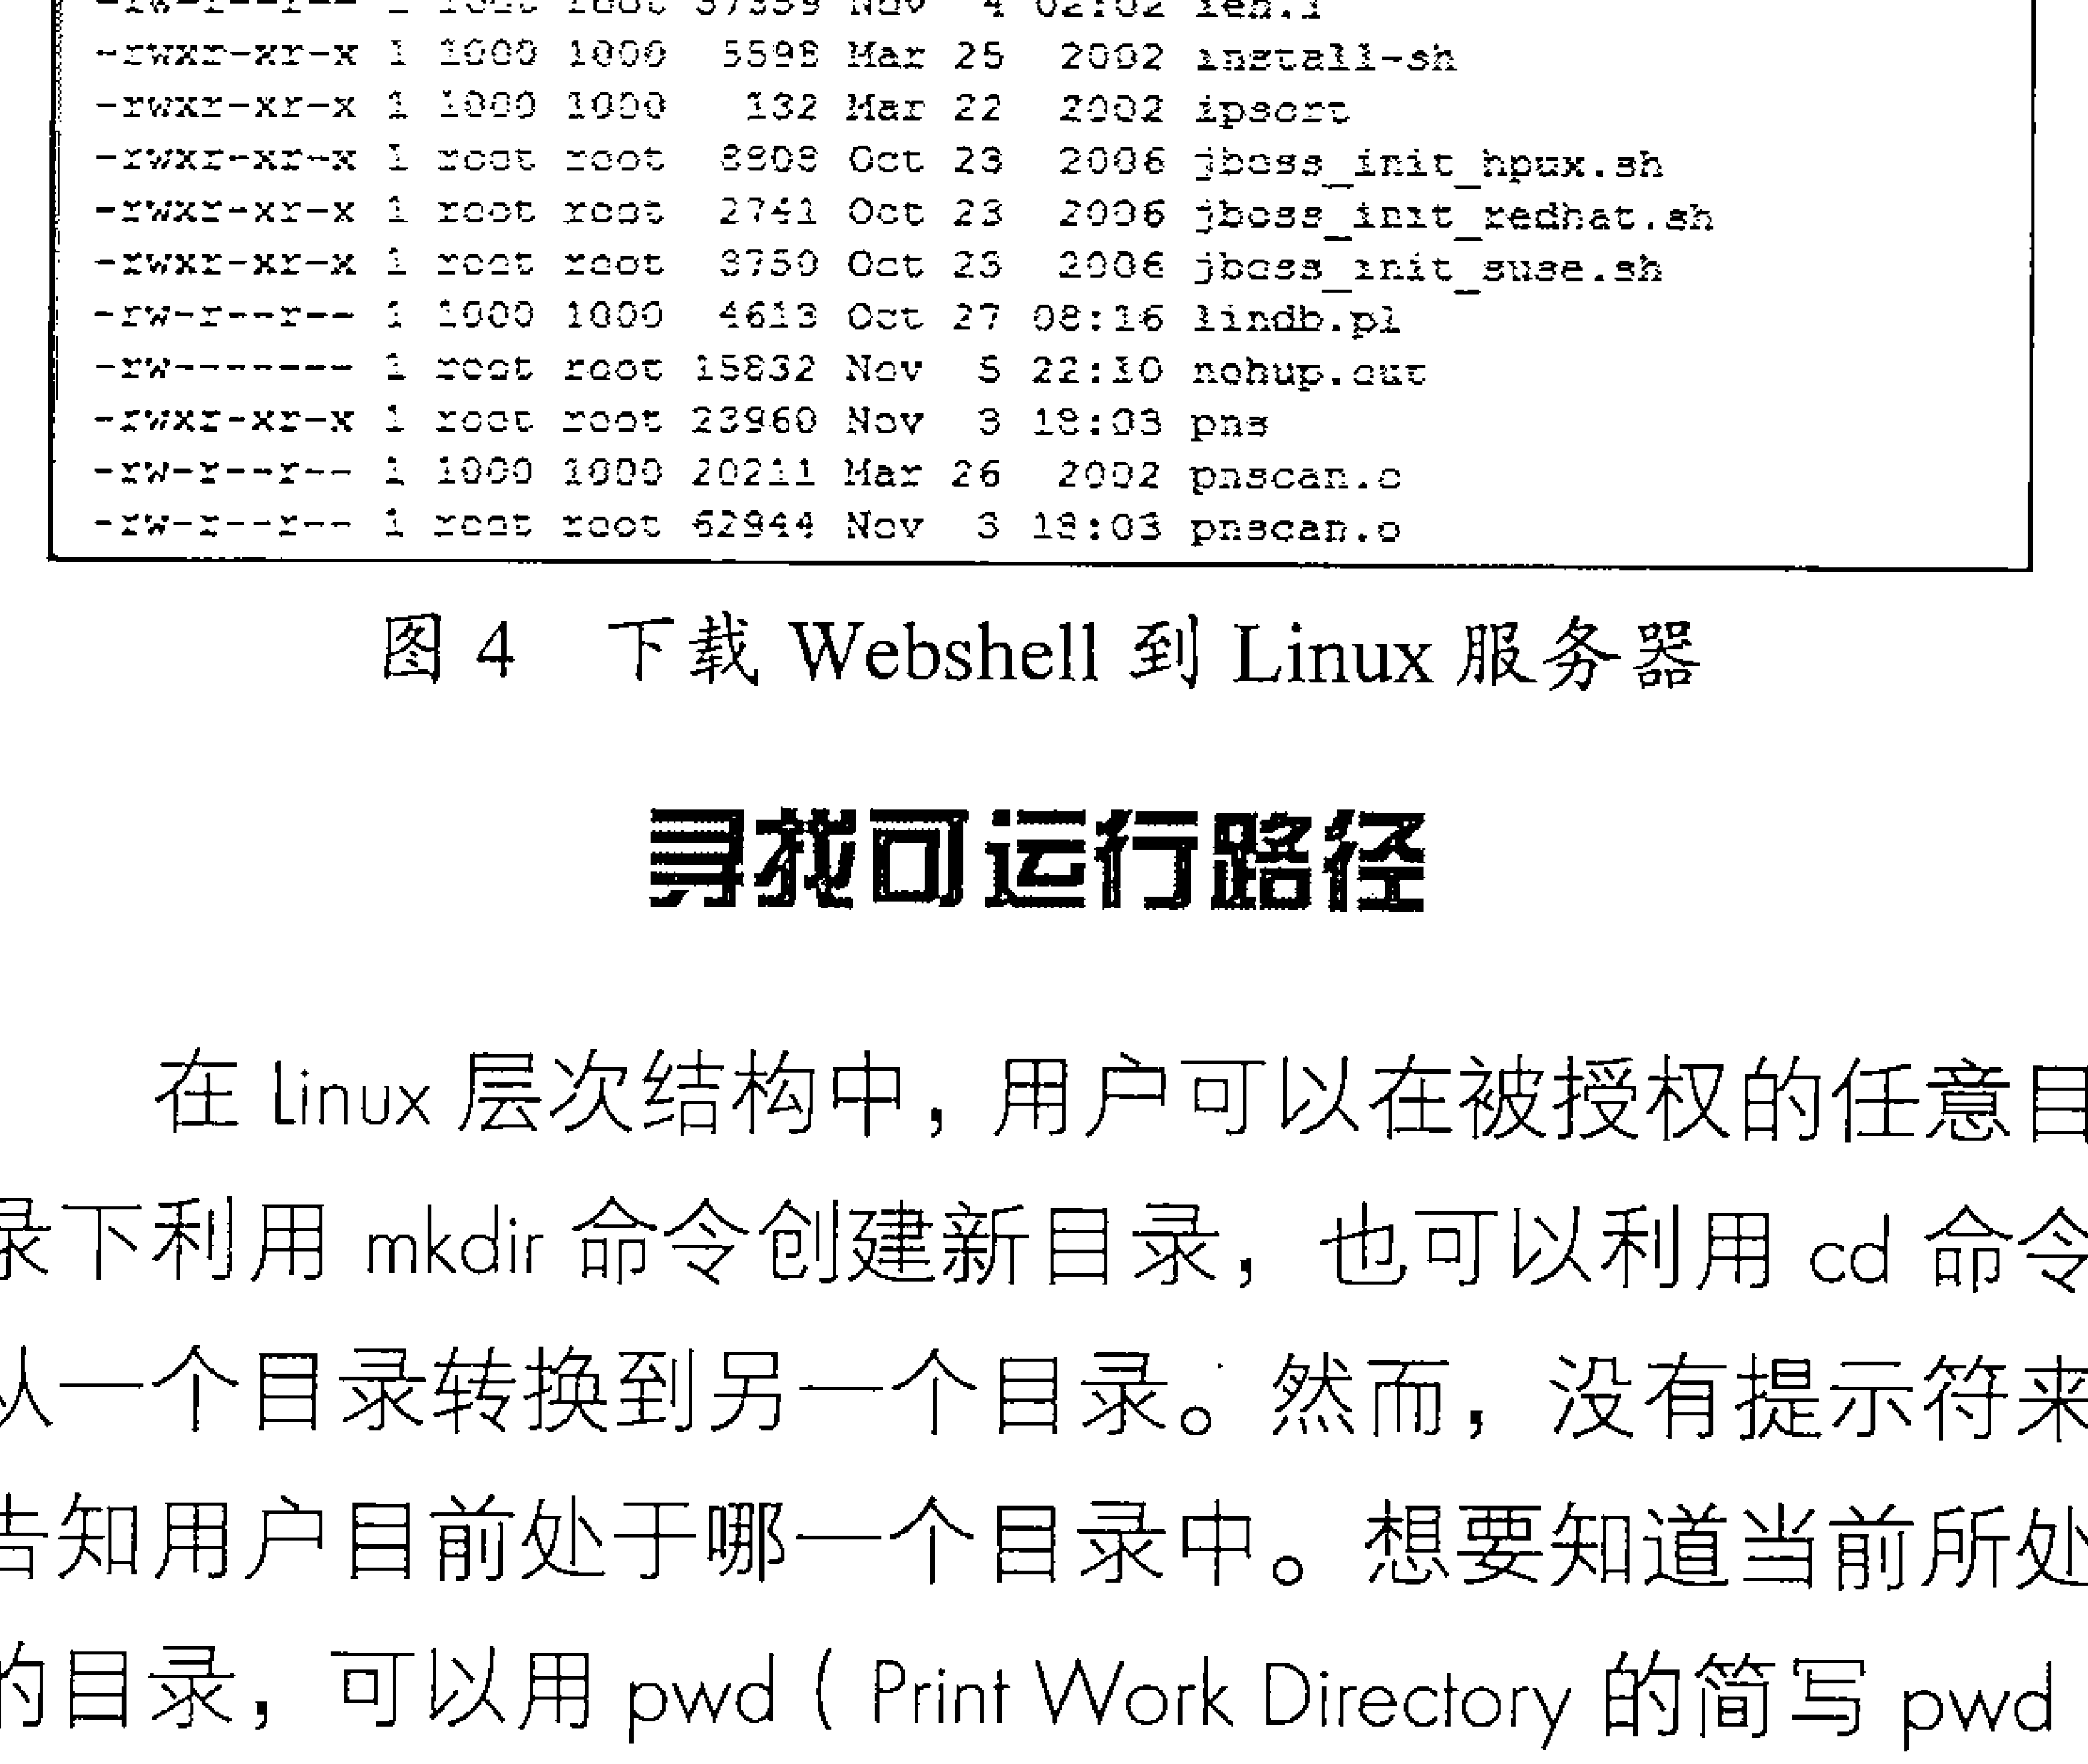 -rwxr-xr-x 1 1000 1000 5598 Mar 25 2002 install-sh
-rwxr-xr-x 1 1000 1000 132 Mar 22 2002 ipsort
-rwxr-xr-x 1 root root 8808 Oct 23 2006 jboss_init_hpux.sh
-rwxr-xr-x 1 root root 2741 Oct 23 2006 jboss_init_redhat.sh
-rwxr-xr-x 1 root root 3750 Oct 23 2006 jboss_init_suse.sh
-rw-r--r-- 1 1000 1000 4613 Oct 27 08:16 lindb.pl
-rw------- 1 root root 15832 Nov 5 22:10 nohup.out
-rwxr-xr-x 1 root root 23960 Nov 3 18:03 pns
-rw-r--r-- 1 1000 1000 20211 Mar 26 2002 pnscan.c
-rw-r--r-- 1 root root 62944 Nov 3 18:03 pnscan.o
图 4 下载 Webshell 到 Linux 服务器
寻找可运行路径
在 Linux 层次结构中，用户可以在被授权的任意目
录下利用 mkdir 命令创建新目录，也可以利用 cd 命令
从一个目录转换到另一个目录。然而，没有提示符来
告知用户目前处于哪一个目录中。想要知道当前所处
的目录，可以用 pwd（ Print Work Directory 的简写 pwd